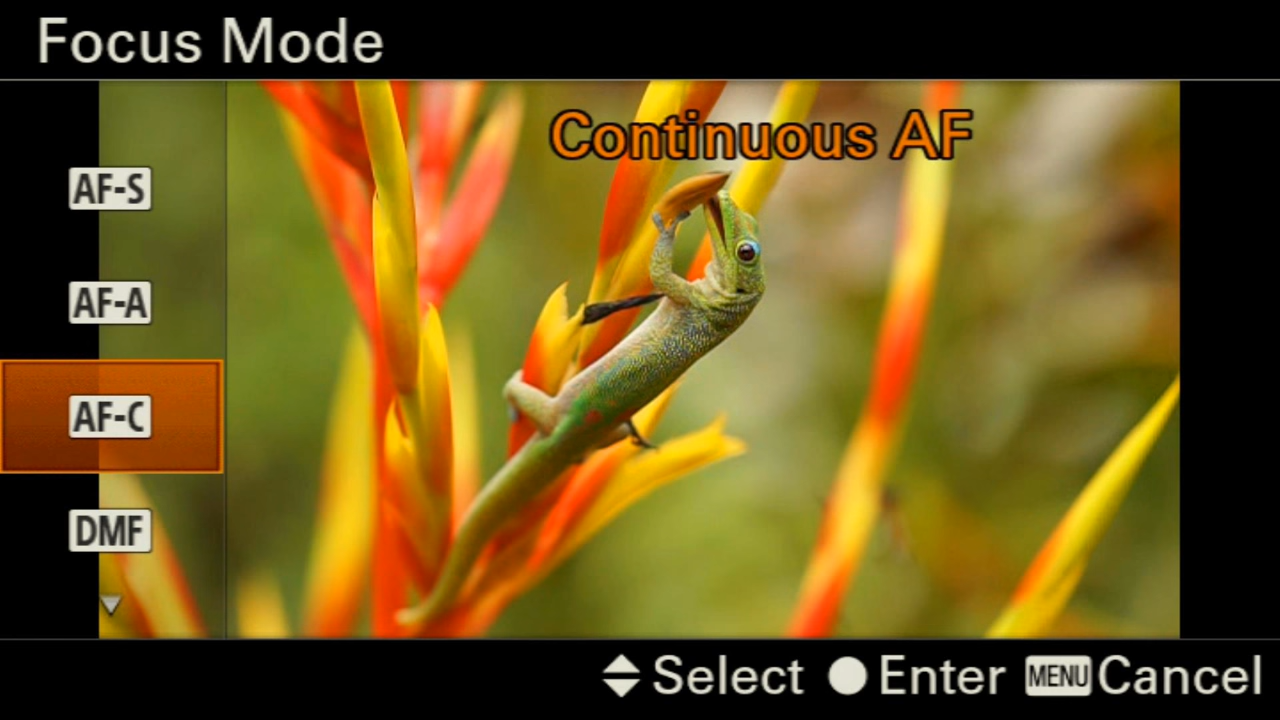 Focus Mode
Continuous AF
AF-S
AF-A
AF-C
DMF
Select Enter MENU Cancel